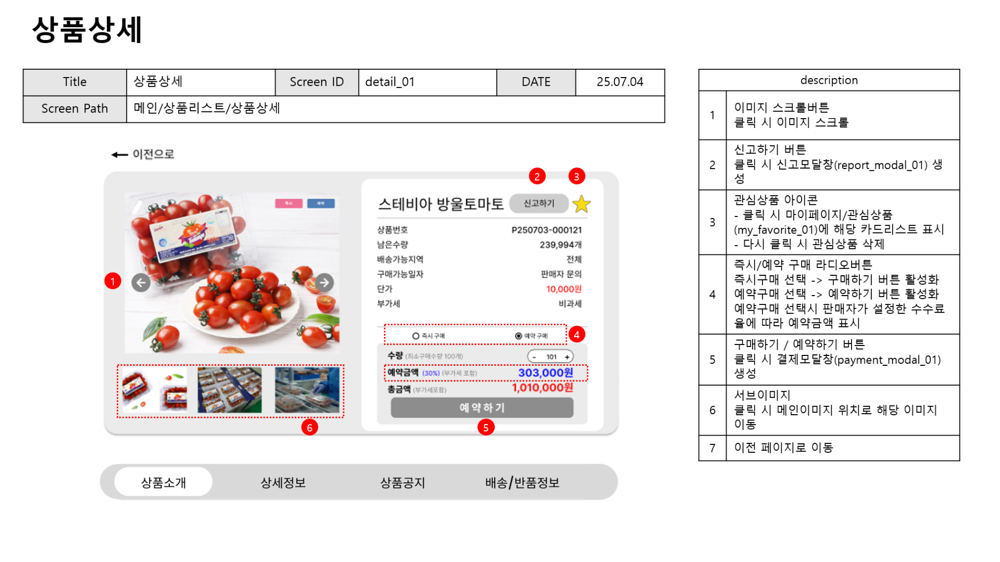 상품상세
Title 상품상세 Screen ID detail_01 DATE 25.07.04
Screen Path 메인/상품리스트/상품상세
이전으로
즉시 예약
2 3
스테비아 방울토마토 신고하기
상품번호 P250703-000121
남은수량 239,994개
배송가능지역 전체
구매가능일자 판매자 문의
단가 10,000원
부가세 비과세
1
즉시 구매 예약 구매 4
수량 (최소구매수량 100개) - 101 +
예약금액 (30%) (부가세 포함) 303,000원
총금액 (부가세포함) 1,010,000원
예약하기
6 5
상품소개 상세정보 상품공지 배송/반품정보
description
1 이미지 스크롤버튼
클릭 시 이미지 스크롤
2 신고하기 버튼
클릭 시 신고모달창(report_modal_01) 생
성
3 관심상품 아이콘
- 클릭 시 마이페이지/관심상품
(my_favorite_01)에 해당 카드리스트 표시
- 다시 클릭 시 관심상품 삭제
4 즉시/예약 구매 라디오버튼
즉시구매 선택 -> 구매하기 버튼 활성화
예약구매 선택 -> 예약하기 버튼 활성화
예약구매 선택시 판매자가 설정한 수수료
율에 따라 예약금액 표시
5 구매하기 / 예약하기 버튼
클릭 시 결제모달창(payment_modal_01)
생성
6 서브이미지
클릭 시 메인이미지 위치로 해당 이미지
이동
7 이전 페이지로 이동